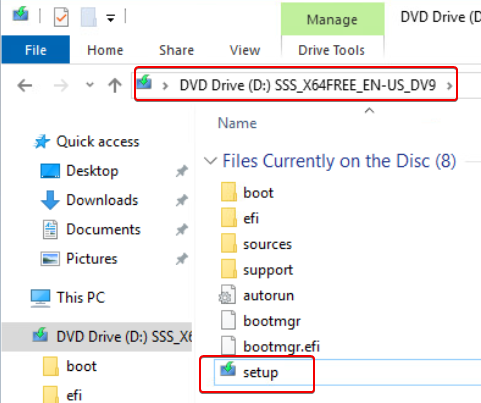 Manage
DVD Drive (D
File
Home
Share
View
Drive Tools
DVD Drive (D:) SSS_X64FREE_EN-US_DV9
Name
Quick access
Files Currently on the Disc (8)
Desktop
boot
Downloads
efi
Documents
sources
Pictures
support
This PC
autorun
bootmgr
DVD Drive (D:) SSS_X6
bootmgr.efi
boot
setup
efi